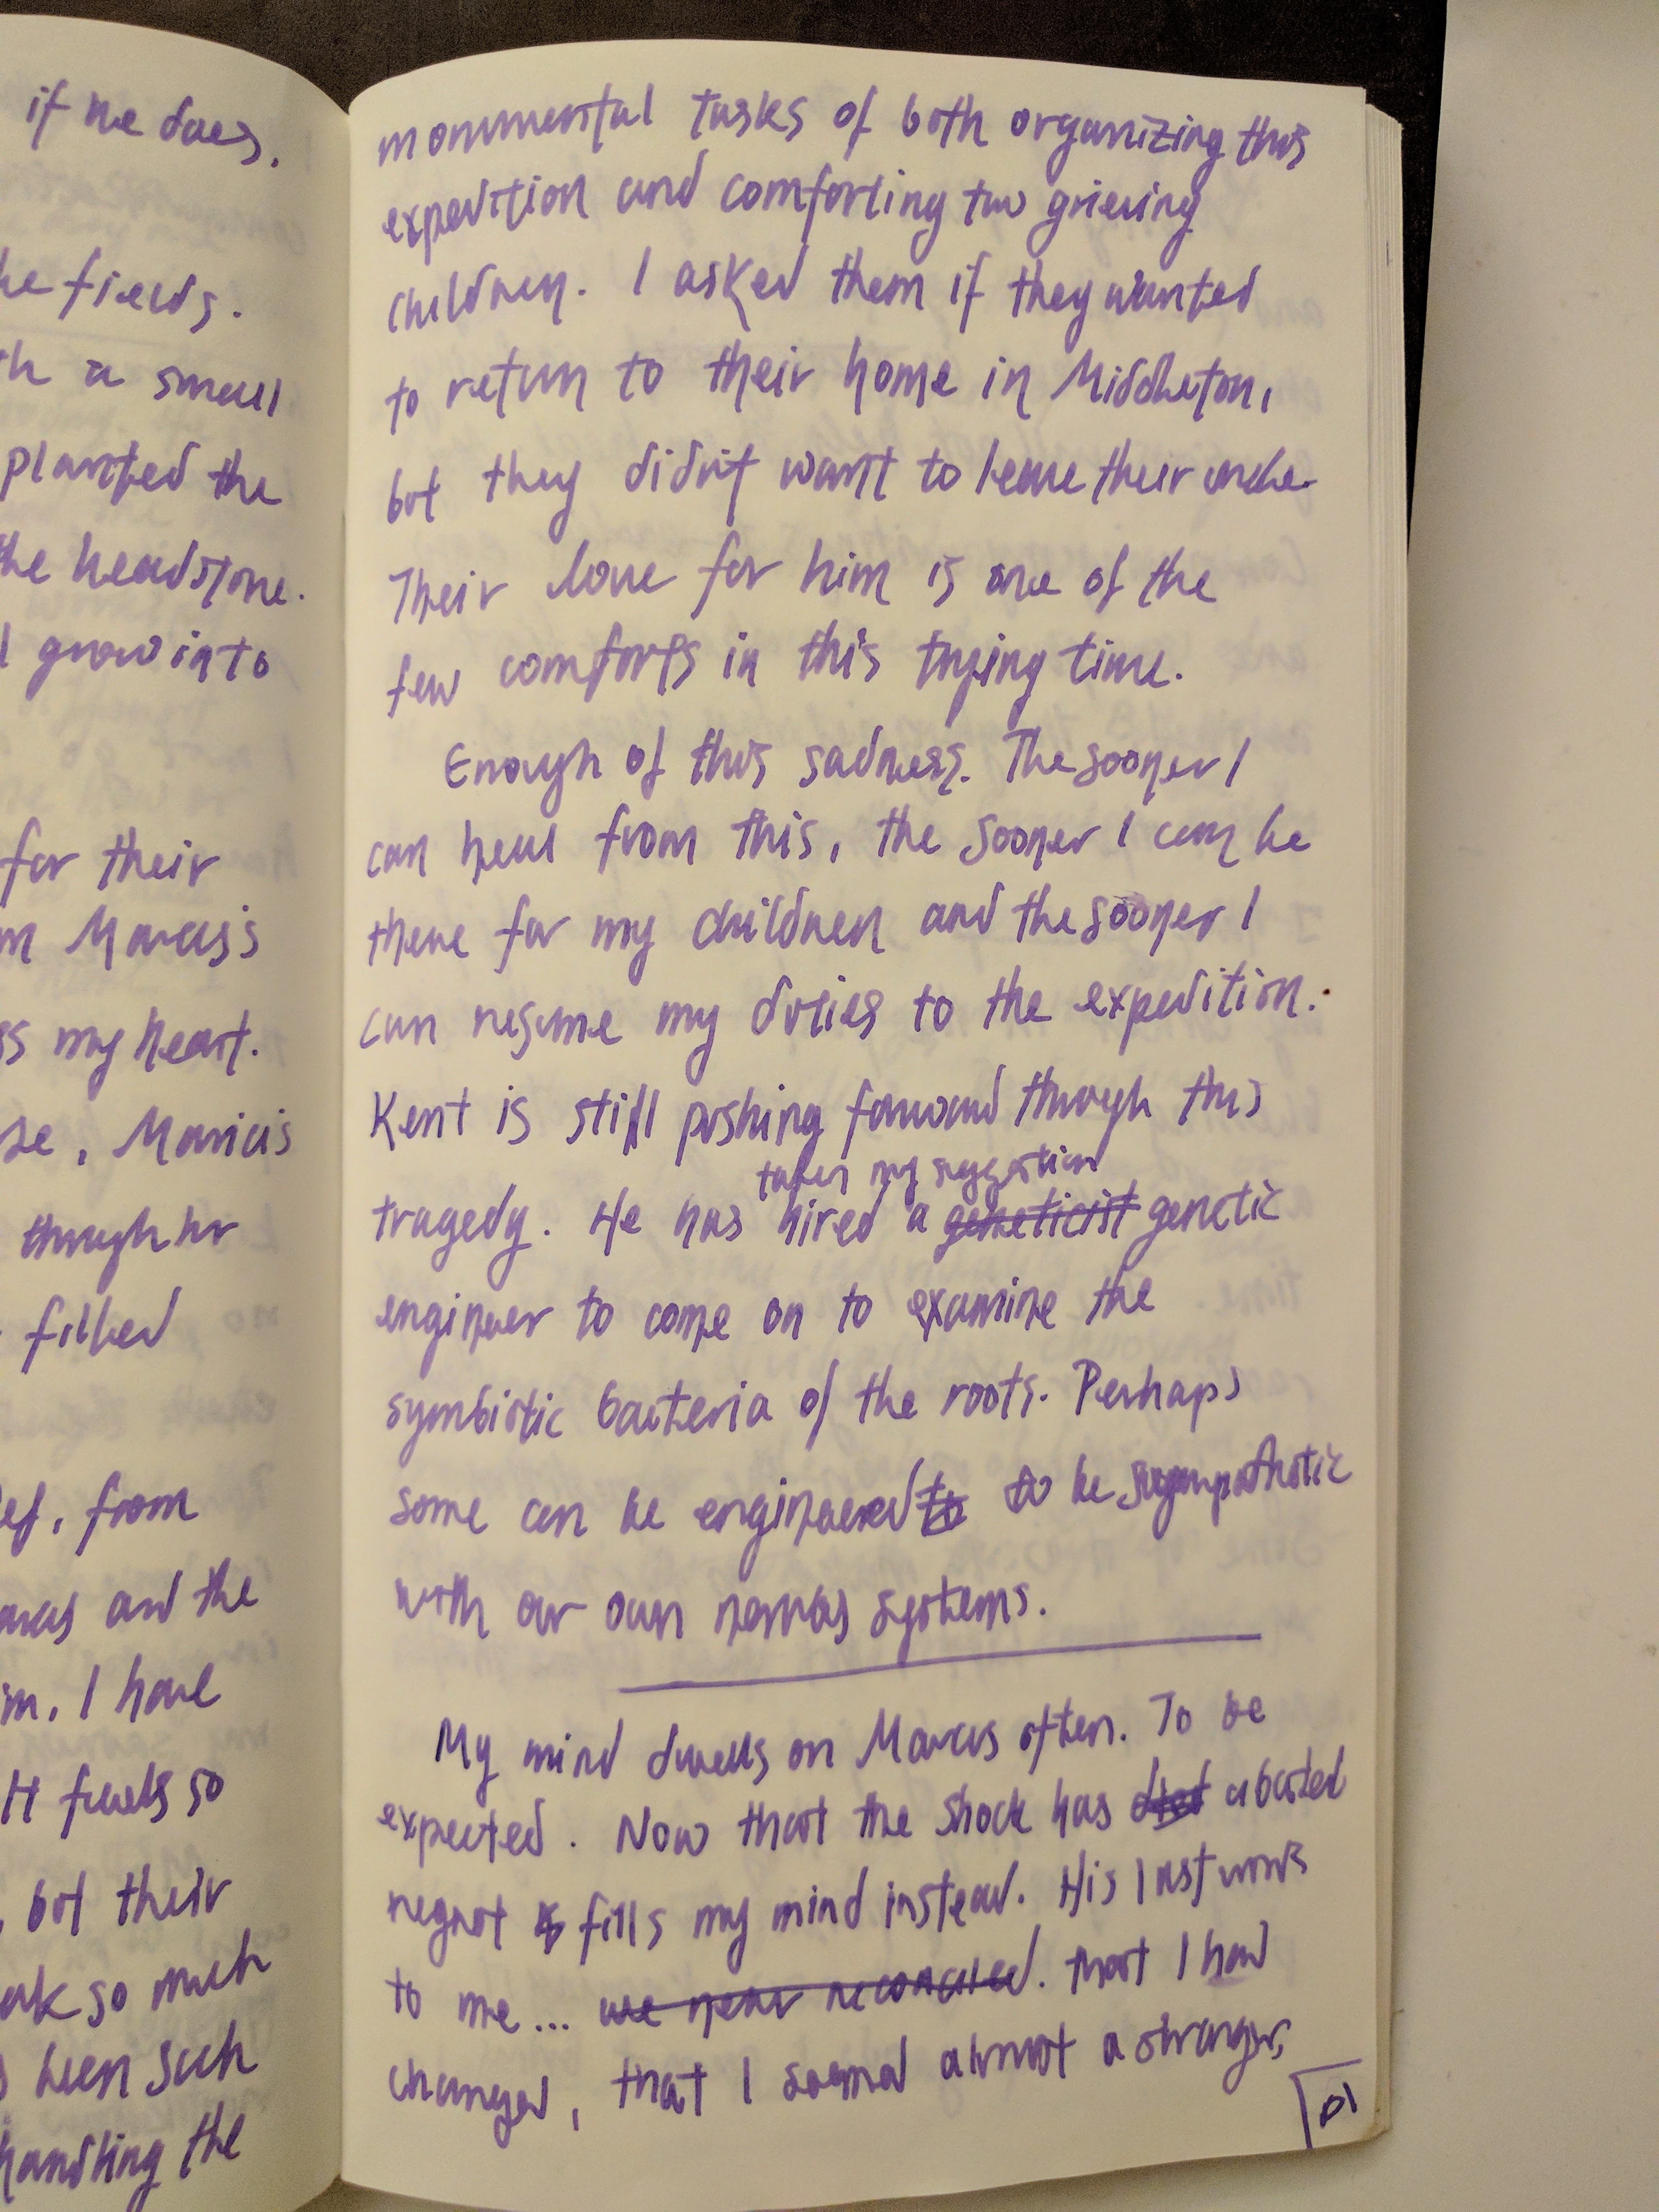 if he does.
he fields.
th a small
planted the
the headstone.
l grow into
for their
m Marcus's
ss my heart.
se, Marcus
through hr
filled
ef, from
arcus and the
im. I have
It feels so
, but their
ak so much
s been such
handling the
monumental tasks of both organizing this
expedition and comforting two grieving
children. I asked them if they wanted
to return to their home in Middleton,
but they didn't want to leave their uncle.
Their love for him is one of the
few comforts in this trying time.
Enough of this sadness. The sooner I
can heal from this, the sooner I can be
there for my children and the sooner I
can resume my duties to the expedition.
Kent is still pushing forward through this
taken my suggestion
tragedy. He has hired a geneticist genetic
engineer to come on to examine the
symbiotic bacteria of the roots. Perhaps
some can be engineered to to be sympathetic
with our own nervous systems.
My mind dwells on Marcus often. To be
expected. Now that the shock has abated
regret fills my mind instead. His last words
to me... we never reconciled. that I had
changed, that I seemed almost a stranger,